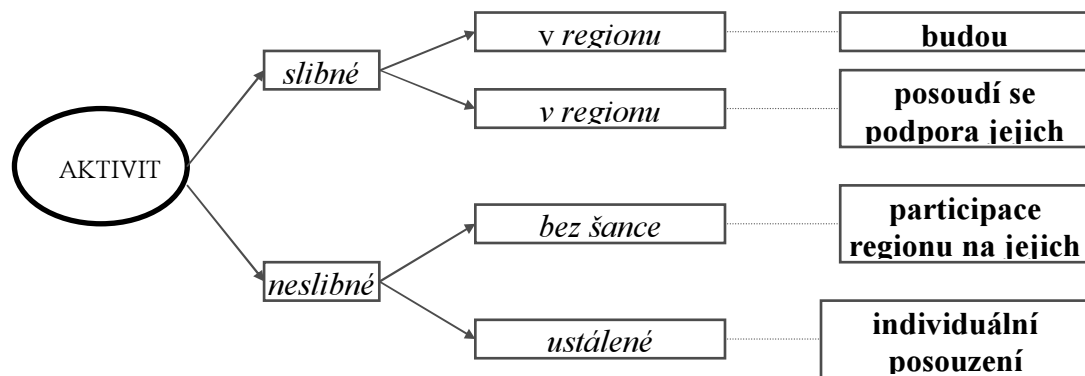 AKTIVIT
slibné
neslibné
v regionu
v regionu
bez šance
ustálené
budou
posoudí se
podpora jejich
participace
regionu na jejich
individuální
posouzení